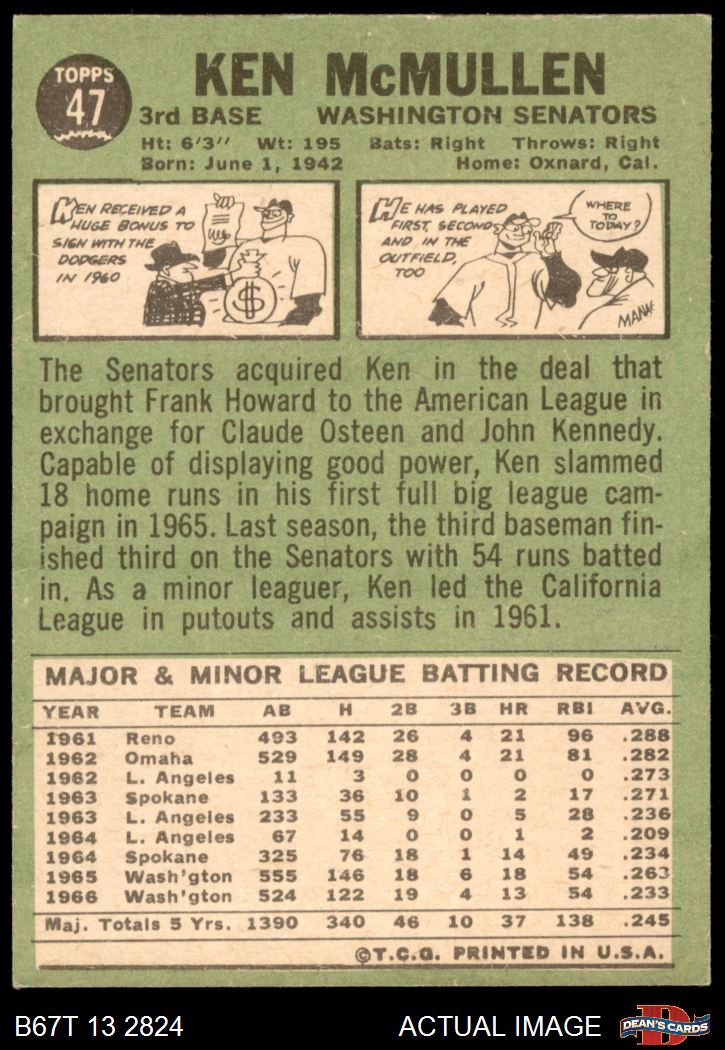 TOPPS
47
KEN McMULLEN
3rd BASE WASHINGTON SENATORS
Ht: 6'3" Wt: 195 Bats: Right Throws: Right
Born: June 1, 1942 Home: Oxnard, Cal.
KEN RECEIVED A
HUGE BONUS TO
SIGN WITH THE
DODGERS
IN 1960
$
HE HAS PLAYED
FIRST, SECOND
AND IN THE
OUTFIELD,
TOO
WHERE
TO
TODAY?
The Senators acquired Ken in the deal that
brought Frank Howard to the American League in
exchange for Claude Osteen and John Kennedy.
Capable of displaying good power, Ken slammed
18 home runs in his first full big league cam-
paign in 1965. Last season, the third baseman fin-
ished third on the Senators with 54 runs batted
in. As a minor leaguer, Ken led the California
League in putouts and assists in 1961.
MAJOR & MINOR LEAGUE BATTING RECORD
YEAR TEAM AB H 2B 3B HR RBI AVG.
1961 Reno 493 142 26 4 21 96 .288
1962 Omaha 529 149 28 4 21 81 .282
1962 L. Angeles 11 3 0 0 0 0 .273
1963 Spokane 133 36 10 1 2 17 .271
1963 L. Angeles 233 55 9 0 5 28 .236
1964 L. Angeles 67 14 0 0 1 2 .209
1964 Spokane 325 76 18 1 14 49 .234
1965 Wash'gton 555 146 18 6 18 54 .263
1966 Wash'gton 524 122 19 4 13 54 .233
Maj. Totals 5 Yrs. 1390 340 46 10 37 138 .245
©T.C.G. PRINTED IN U.S.A.
B67T 13 2824 ACTUAL IMAGE DEAN'S CARDS